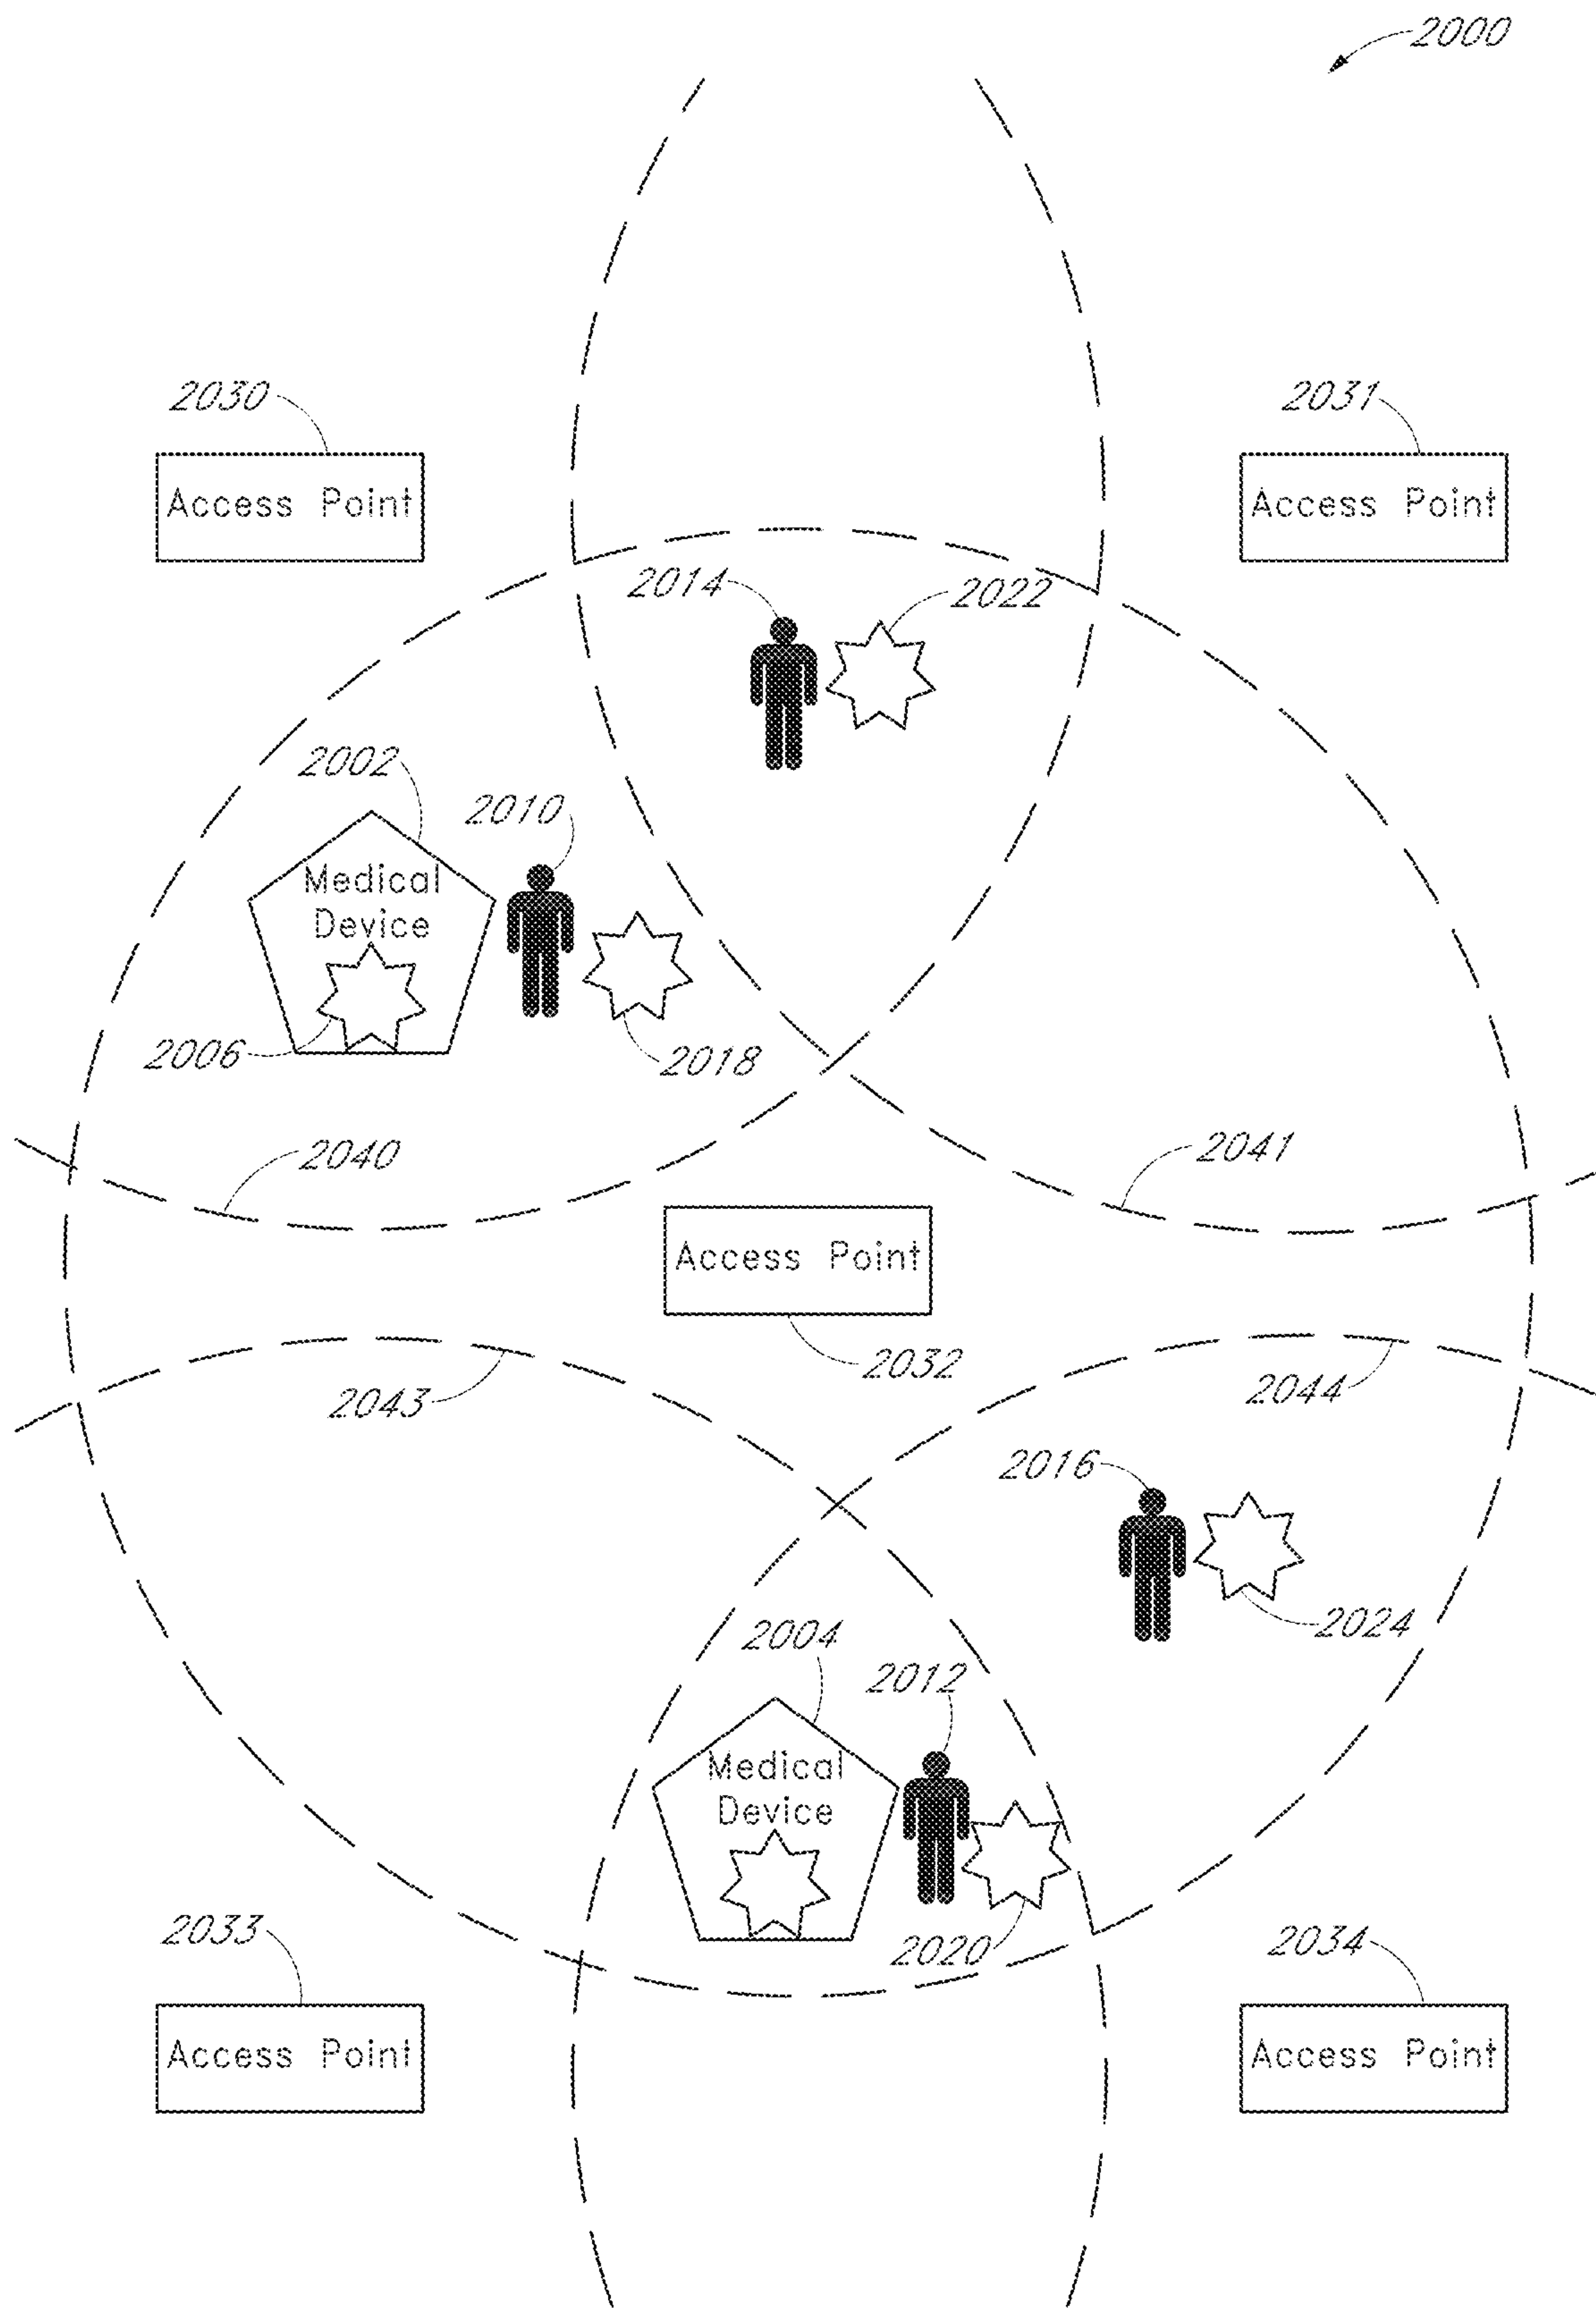 2000
2030
2031
Access Point
Access Point
2014
2022
2002
2010
Medical
Device
2006
2018
2040
2041
Access Point
2032
2043
2044
2016
2024
2004
2012
Medical
Device
2020
2033
2034
Access Point
Access Point